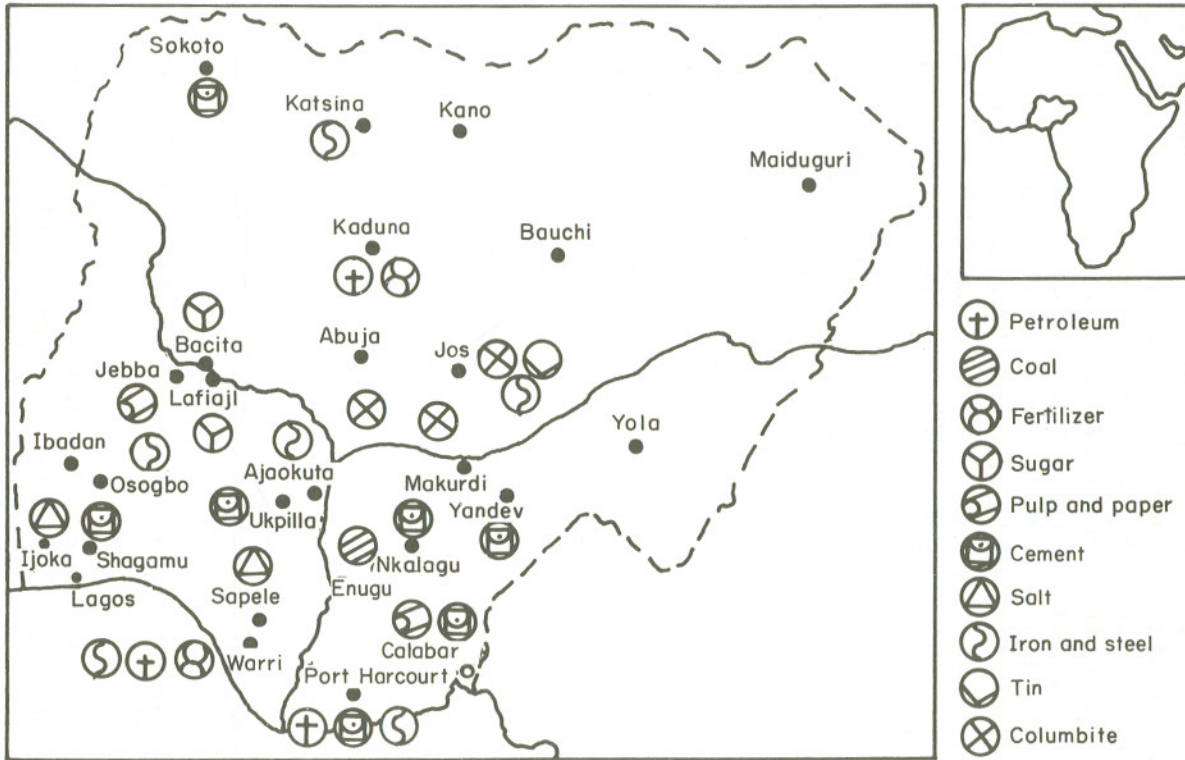 Sokoto
Katsina
Kano
Maiduguri
Kaduna
Bauchi
Bacita
Abuja
Jos
Jebba
Lafiajl
Ibadan
Yola
Osogbo
Ajaokuta
Makurdi
Ukpilla
Yandev
Ijoka
Shagamu
Nkalagu
Enugu
Lagos
Sapele
Calabar
Warri
Port Harcourt
Petroleum
Coal
Fertilizer
Sugar
Pulp and paper
Cement
Salt
Iron and steel
Tin
Columbite